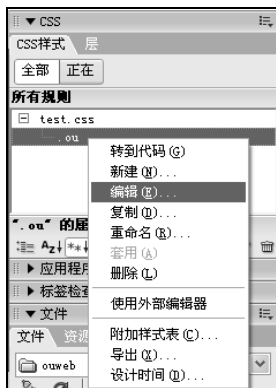 CSS
CSS样式 层
全部 正在
所有规则
test.css
.ou
转到代码(G)
新建(N)...
编辑(E)...
复制(D)...
重命名(R)...
套用(A)
删除(L)
使用外部编辑器
附加样式表(C)...
导出(X)...
设计时间(D)...
".ou" 的属
Az↓ **↓
应用程序
标签检查
文件
文件 资源
ouweb